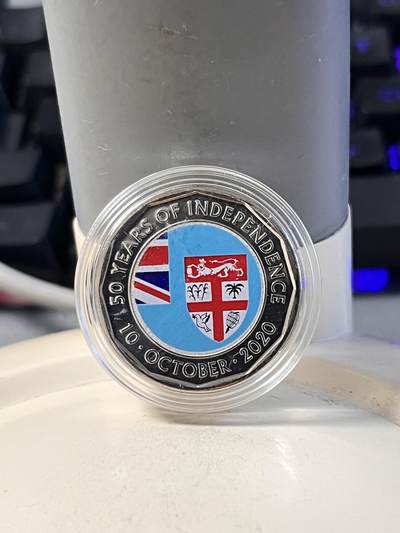 50 YEARS OF INDEPENDENCE
10 · OCTOBER · 2020